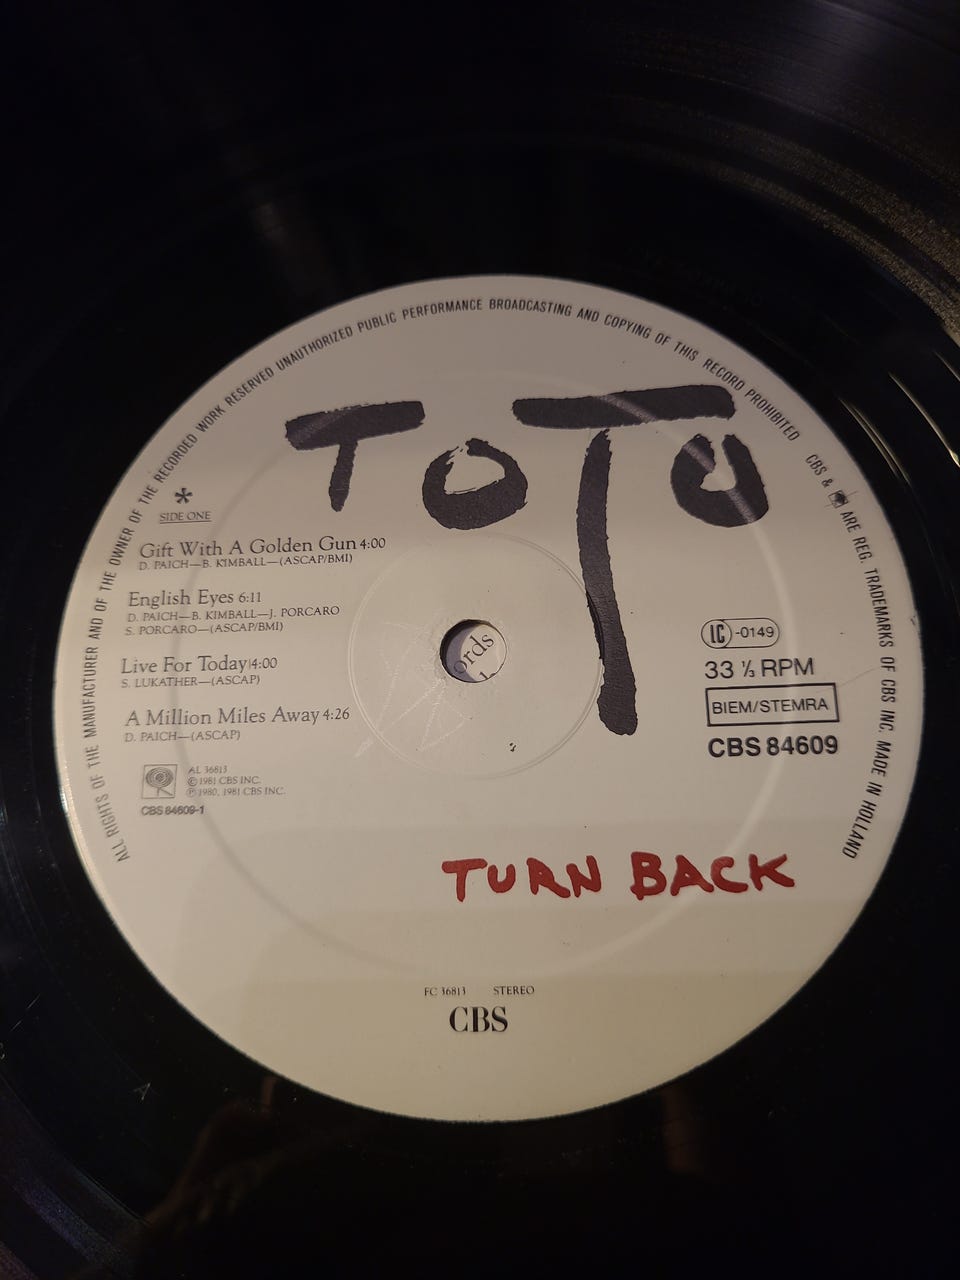 ALL RIGHTS OF THE MANUFACTURER AND OF THE OWNER OF THE RECORDED WORK RESERVED UNAUTHORIZED PUBLIC PERFORMANCE BROADCASTING AND COPYING OF THIS RECORD PROHIBITED
CBS & ARE REG. TRADEMARKS OF CBS INC. MADE IN HOLLAND
TOTO
*
SIDE ONE
Gift With A Golden Gun 4:00
D. PAICH—B. KIMBALL—(ASCAP/BMI)
English Eyes 6:11
D. PAICH—B. KIMBALL—J. PORCARO
S. PORCARO—(ASCAP/BMI)
Live For Today 4:00
S. LUKATHER—(ASCAP)
A Million Miles Away 4:26
D. PAICH—(ASCAP)
AL 36813
© 1981 CBS INC.
℗ 1980, 1981 CBS INC.
CBS 84609-1
ords
LC-0149
33 ⅓ RPM
BIEM/STEMRA
CBS 84609
TURN BACK
FC 36813 STEREO
CBS